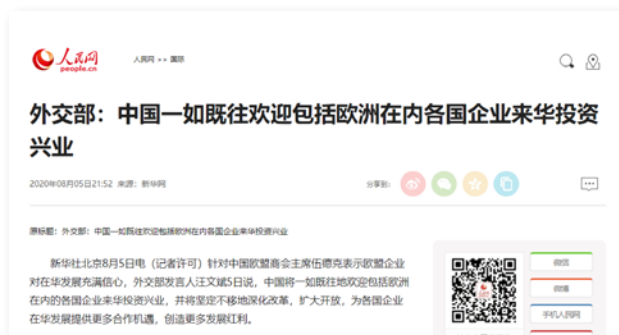 人民网
people.cn
人民网 >> 国际
外交部：中国一如既往欢迎包括欧洲在内各国企业来华投资
兴业
2020年08月05日21:52 来源：新华网
分享到：
原标题：外交部：中国一如既往欢迎包括欧洲在内各国企业来华投资兴业
新华社北京8月5日电（记者许可）针对中国欧盟商会主席伍德克表示欧盟企业
对在华发展充满信心，外交部发言人汪文斌5日说，中国将一如既往地欢迎包括欧洲
在内的各国企业来华投资兴业，并将坚定不移地深化改革，扩大开放，为各国企业
在华发展提供更多合作机遇，创造更多发展红利。
微信
微博
手机人民网